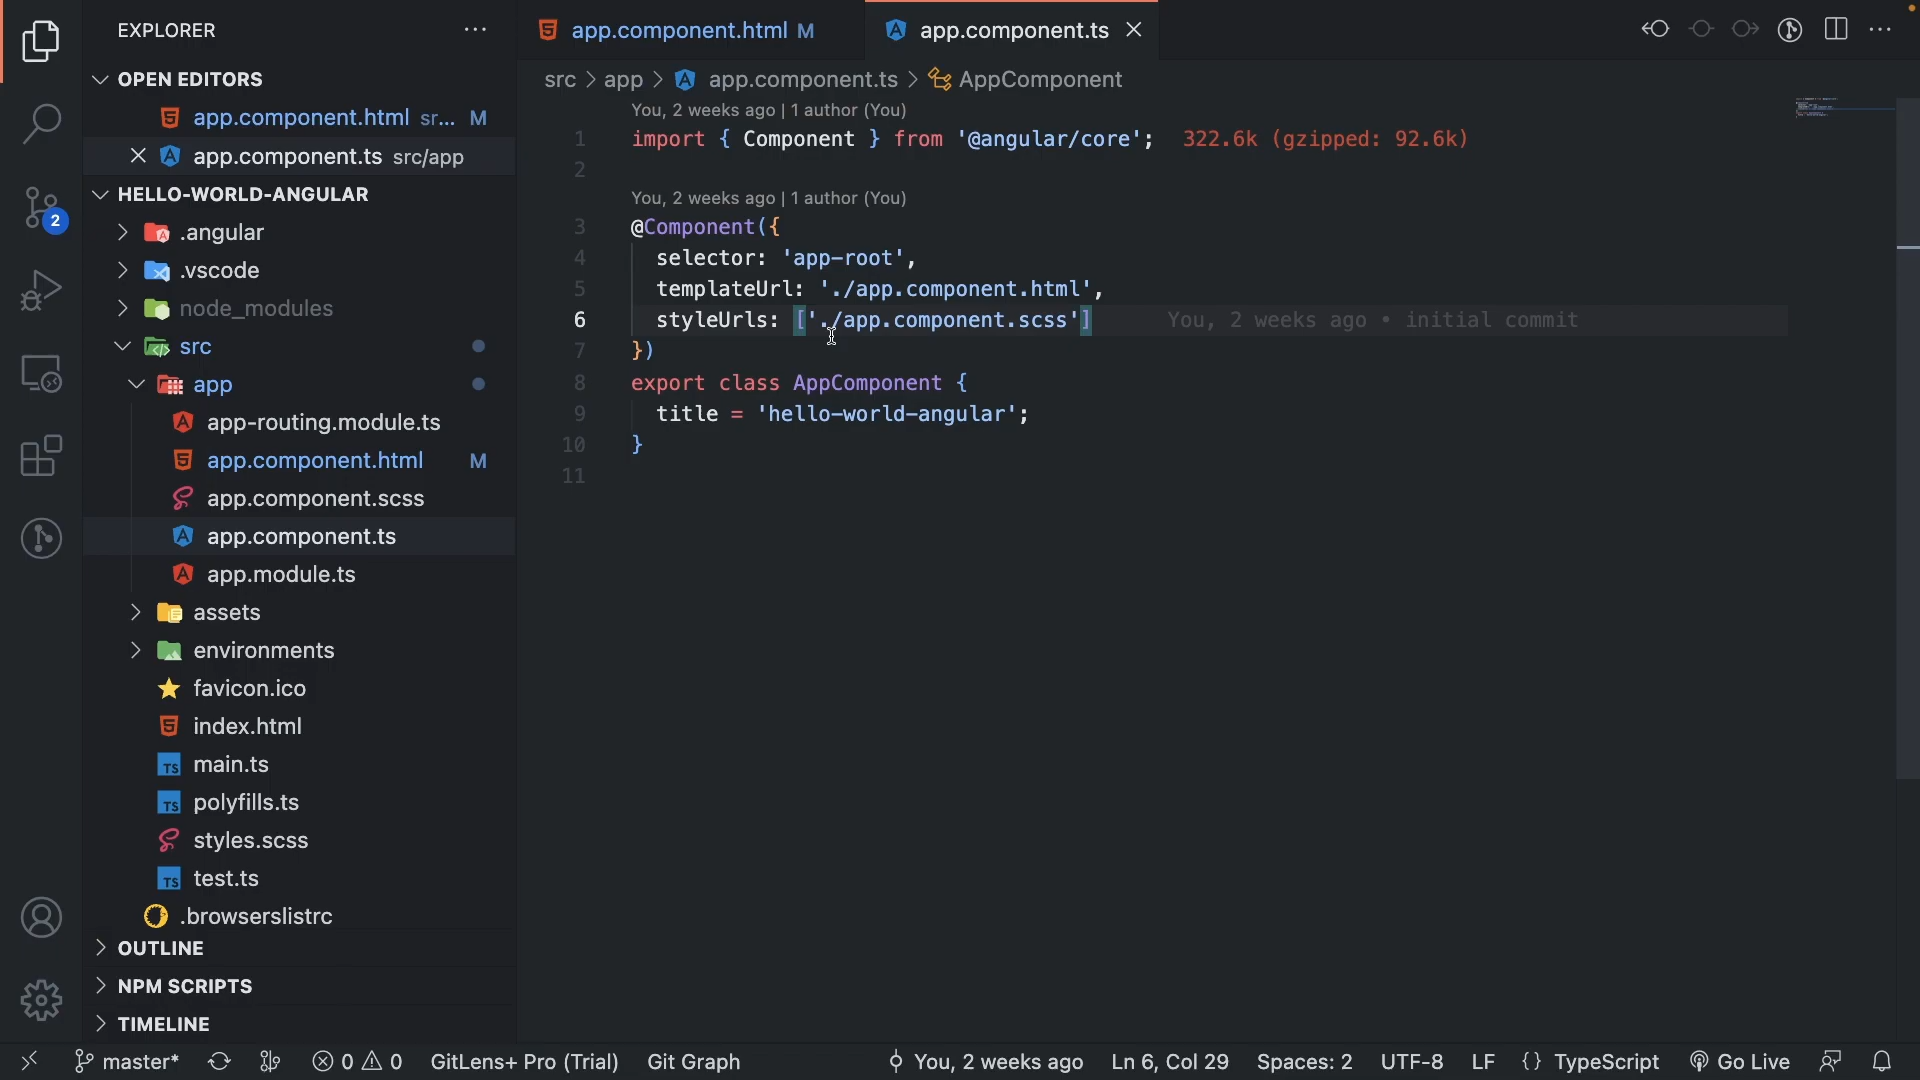 EXPLORER
OPEN EDITORS
app.component.html sr... M
app.component.ts src/app
HELLO-WORLD-ANGULAR
.angular
.vscode
node_modules
src
app
app-routing.module.ts
app.component.html M
app.component.scss
app.component.ts
app.module.ts
assets
environments
favicon.ico
index.html
main.ts
polyfills.ts
styles.scss
test.ts
.browserslistrc
OUTLINE
NPM SCRIPTS
TIMELINE
2
app.component.html M
app.component.ts
src > app > app.component.ts > AppComponent
You, 2 weeks ago | 1 author (You)
1 import { Component } from '@angular/core'; 322.6k (gzipped: 92.6k)
2
You, 2 weeks ago | 1 author (You)
3 @Component({
4 selector: 'app-root',
5 templateUrl: './app.component.html',
6 styleUrls: ['./app.component.scss'] You, 2 weeks ago • initial commit
7 })
8 export class AppComponent {
9 title = 'hello-world-angular';
10 }
11
master* 0 0 GitLens+ Pro (Trial) Git Graph You, 2 weeks ago Ln 6, Col 29 Spaces: 2 UTF-8 LF {} TypeScript Go Live